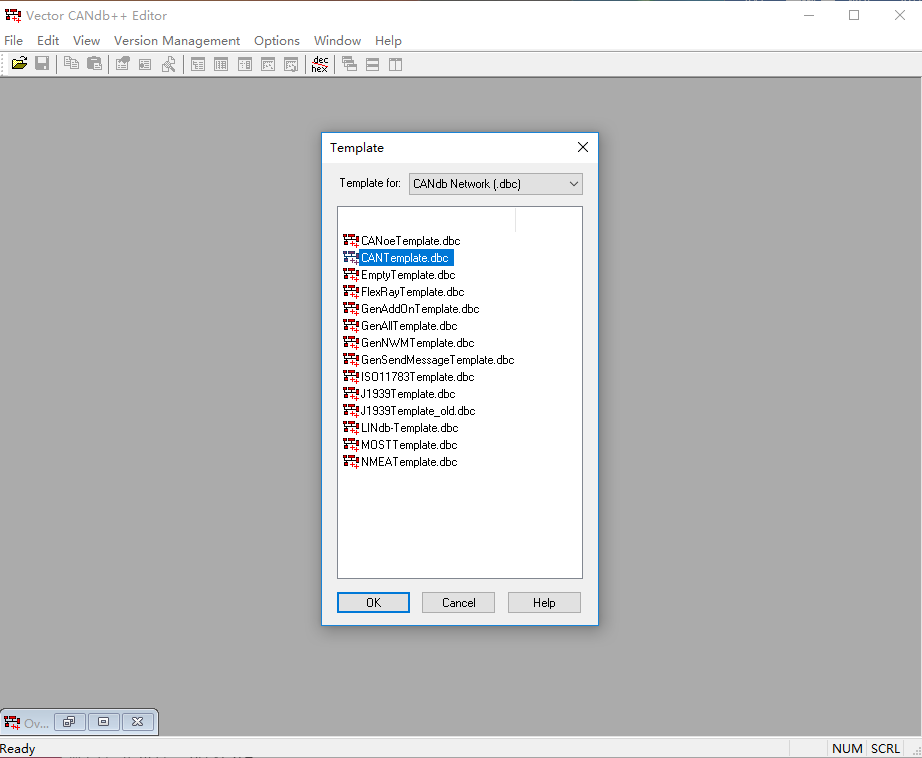 Vector CANdb++ Editor
File Edit View Version Management Options Window Help
.dec
hex
Template
Template for: CANdb Network (.dbc)
CANoeTemplate.dbc
CANTemplate.dbc
EmptyTemplate.dbc
FlexRayTemplate.dbc
GenAddOnTemplate.dbc
GenAllTemplate.dbc
GenNWMTemplate.dbc
GenSendMessageTemplate.dbc
ISO11783Template.dbc
J1939Template.dbc
J1939Template_old.dbc
LINdb-Template.dbc
MOSTTemplate.dbc
NMEATemplate.dbc
OK Cancel Help
Ov...
Ready NUM SCRL